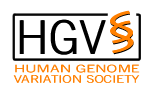 HGVS
HUMAN GENOME
VARIATION SOCIETY